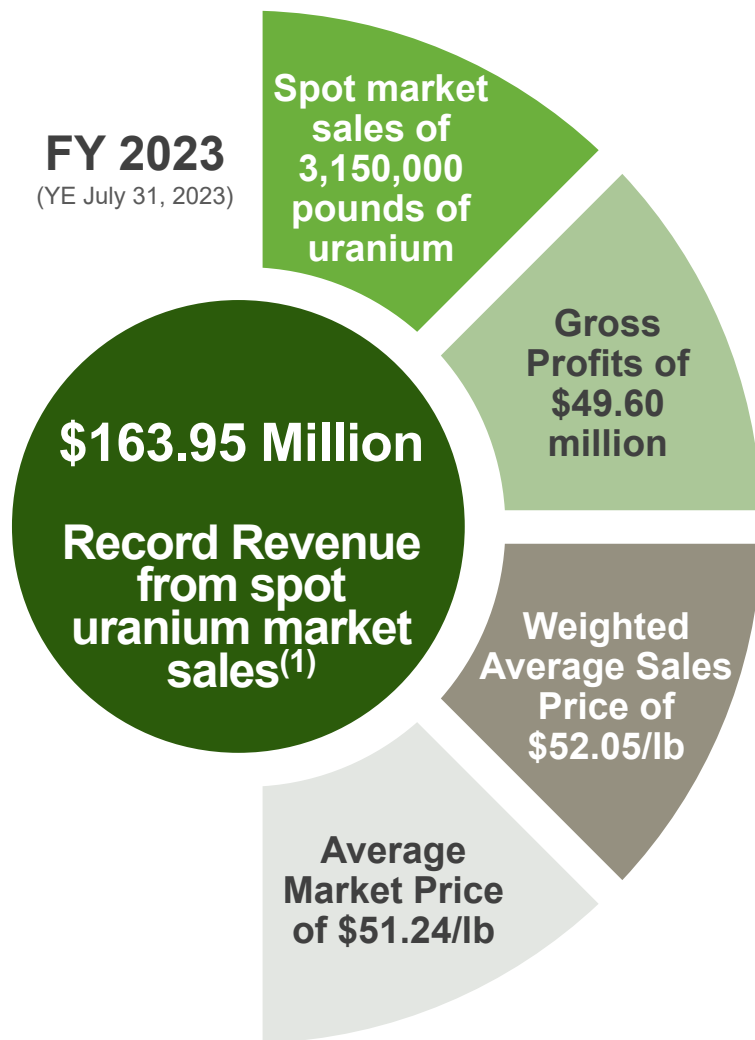 FY 2023
(YE July 31, 2023)
Spot market
sales of
3,150,000
pounds of
uranium
Gross
Profits of
$49.60
million
$163.95 Million
Record Revenue
from spot
uranium market
sales(1)
Weighted
Average Sales
Price of
$52.05/lb
Average
Market Price
of $51.24/lb